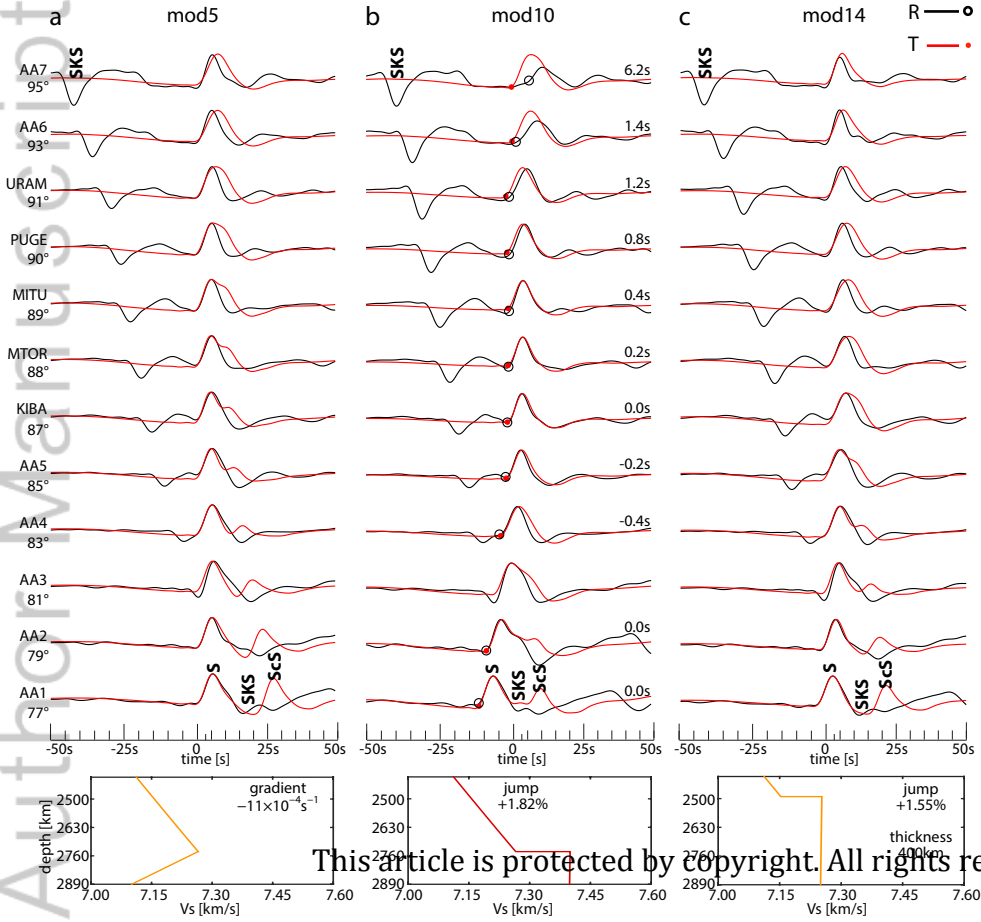 a mod5
b mod10
c mod14
R
T
SKS
SKS
SKS
AA7
95°
6.2s
AA6
93°
1.4s
URAM
91°
1.2s
PUGE
90°
0.8s
MITU
89°
0.4s
MTOR
88°
0.2s
KIBA
87°
0.0s
AA5
85°
-0.2s
AA4
83°
-0.4s
AA3
81°
AA2
79°
0.0s
AA1
77°
0.0s
S SKS ScS
S SKS ScS
S SKS ScS
-50s -25s 0 25s 50s
time [s]
-50s -25s 0 25s 50s
time [s]
-50s -25s 0 25s 50s
time [s]
depth [km]
2500
2630
2760
2890
gradient
−11×10⁻⁴s⁻¹
7.00 7.15 7.30 7.45 7.60
Vs [km/s]
2500
2630
2760
2890
jump
+1.82%
7.00 7.15 7.30 7.45 7.60
Vs [km/s]
2500
2630
2760
2890
jump
+1.55%
thickness
400km
7.00 7.15 7.30 7.45 7.60
Vs [km/s]
This article is protected by copyright. All rights re
Author Manuscript